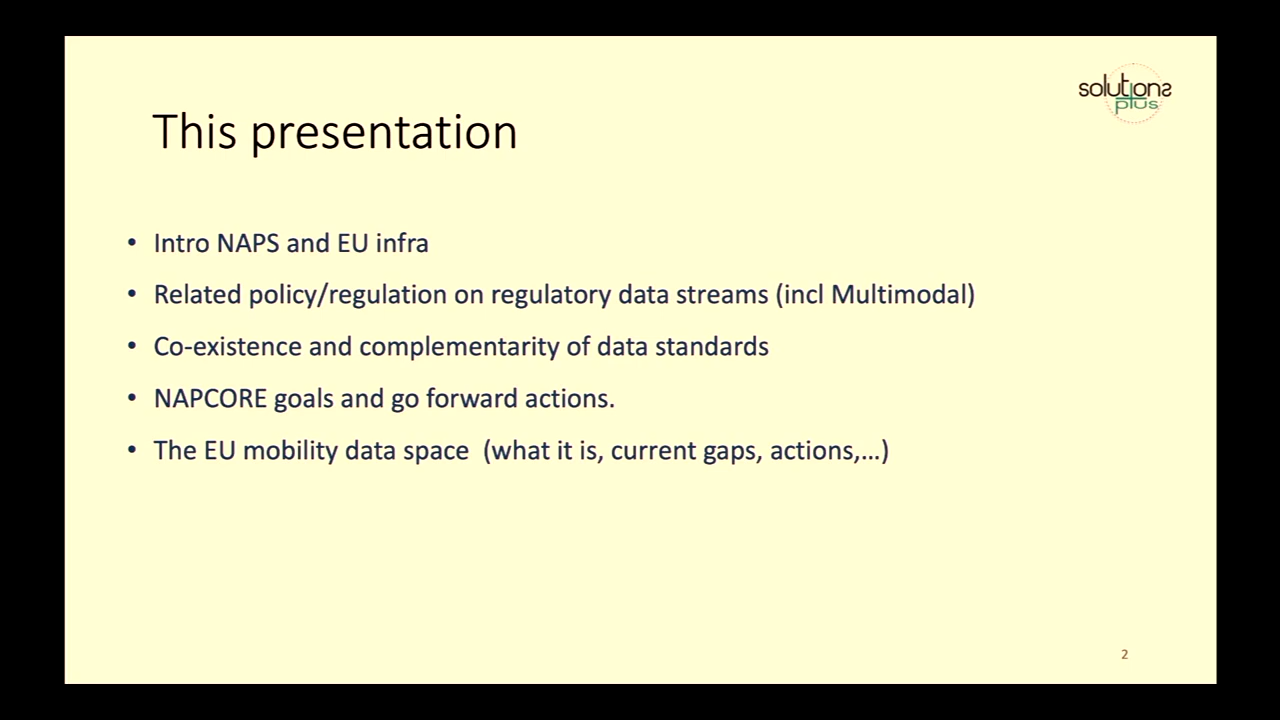 solutions
plus
This presentation
• Intro NAPS and EU infra
• Related policy/regulation on regulatory data streams (incl Multimodal)
• Co-existence and complementarity of data standards
• NAPCORE goals and go forward actions.
• The EU mobility data space  (what it is, current gaps, actions,...)
2